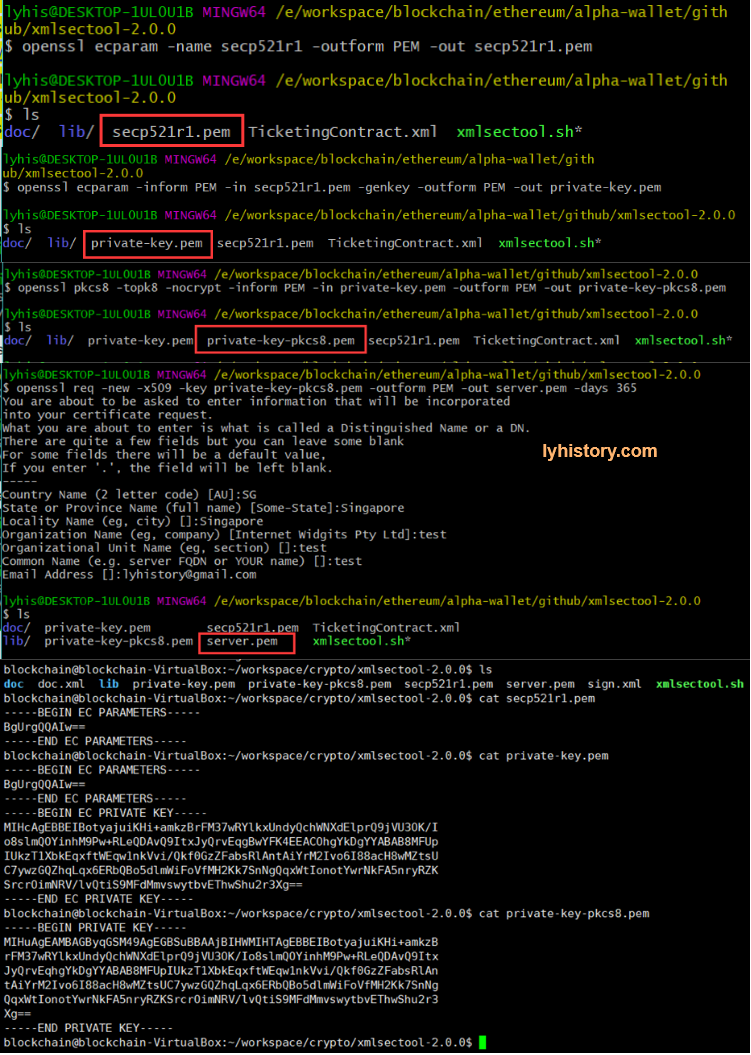 lyhis@DESKTOP-1UL0U1B MINGW64 /e/workspace/blockchain/ethereum/alpha-wallet/gith
ub/xmlsectool-2.0.0
$ openssl ecparam -name secp521r1 -outform PEM -out secp521r1.pem
lyhis@DESKTOP-1UL0U1B MINGW64 /e/workspace/blockchain/ethereum/alpha-wallet/gith
ub/xmlsectool-2.0.0
$ ls
doc/ lib/ secp521r1.pem TicketingContract.xml xmlsectool.sh*
lyhis@DESKTOP-1UL0U1B MINGW64 /e/workspace/blockchain/ethereum/alpha-wallet/gith
ub/xmlsectool-2.0.0
$ openssl ecparam -inform PEM -in secp521r1.pem -genkey -outform PEM -out private-key.pem
lyhis@DESKTOP-1UL0U1B MINGW64 /e/workspace/blockchain/ethereum/alpha-wallet/github/xmlsectool-2.0.0
$ ls
doc/ lib/ private-key.pem secp521r1.pem TicketingContract.xml xmlsectool.sh*
lyhis@DESKTOP-1UL0U1B MINGW64 /e/workspace/blockchain/ethereum/alpha-wallet/github/xmlsectool-2.0.0
$ openssl pkcs8 -topk8 -nocrypt -inform PEM -in private-key.pem -outform PEM -out private-key-pkcs8.pem
lyhis@DESKTOP-1UL0U1B MINGW64 /e/workspace/blockchain/ethereum/alpha-wallet/github/xmlsectool-2.0.0
$ ls
doc/ lib/ private-key.pem private-key-pkcs8.pem secp521r1.pem TicketingContract.xml xmlsectool.sh*
lyhis@DESKTOP-1UL0U1B MINGW64 /e/workspace/blockchain/ethereum/alpha-wallet/github/xmlsectool-2.0.0
$ openssl req -new -x509 -key private-key-pkcs8.pem -outform PEM -out server.pem -days 365
You are about to be asked to enter information that will be incorporated
into your certificate request.
What you are about to enter is what is called a Distinguished Name or a DN.
There are quite a few fields but you can leave some blank
For some fields there will be a default value,
If you enter '.', the field will be left blank.
-----
lyhistory.com
Country Name (2 letter code) [AU]:SG
State or Province Name (full name) [Some-State]:Singapore
Locality Name (eg, city) []:Singapore
Organization Name (eg, company) [Internet Widgits Pty Ltd]:test
Organizational Unit Name (eg, section) []:test
Common Name (e.g. server FQDN or YOUR name) []:test
Email Address []:lyhistory@gmail.com
lyhis@DESKTOP-1UL0U1B MINGW64 /e/workspace/blockchain/ethereum/alpha-wallet/github/xmlsectool-2.0.0
$ ls
doc/ private-key.pem secp521r1.pem TicketingContract.xml
lib/ private-key-pkcs8.pem server.pem xmlsectool.sh*
blockchain@blockchain-VirtualBox:~/workspace/crypto/xmlsectool-2.0.0$ ls
doc doc.xml lib private-key.pem private-key-pkcs8.pem secp521r1.pem server.pem sign.xml xmlsectool.sh
blockchain@blockchain-VirtualBox:~/workspace/crypto/xmlsectool-2.0.0$ cat secp521r1.pem
-----BEGIN EC PARAMETERS-----
BgUrgQQAIw==
-----END EC PARAMETERS-----
blockchain@blockchain-VirtualBox:~/workspace/crypto/xmlsectool-2.0.0$ cat private-key.pem
-----BEGIN EC PARAMETERS-----
BgUrgQQAIw==
-----END EC PARAMETERS-----
-----BEGIN EC PRIVATE KEY-----
MIHcAgEBBEIBotyajuiKHi+amkzBrFM37wRYlkxUndyQchWNXdElprQ9jVU3OK/I
o8slmQOYinhM9Pw+RLeQDAvQ9ItxJyQrvEqgBwYFK4EEACOhgYkDgYYABAB8MFUp
IUkzT1XbkEqxftWEqw1nkVvi/Qkf0GzZFabsRlAntAiYrM2Ivo6I88acH8wMZtsU
C7ywzGQZhqLqx6ERbQBo5dlmWiFoVfMH2Kk7SnNgQqxWtIonotYwrNkFA5nryRZK
SrcrOimNRV/lvQtiS9MFdMmvswytbvEThwShu2r3Xg==
-----END EC PRIVATE KEY-----
blockchain@blockchain-VirtualBox:~/workspace/crypto/xmlsectool-2.0.0$ cat private-key-pkcs8.pem
-----BEGIN PRIVATE KEY-----
MIHuAgEAMBAGByqGSM49AgEGBSuBBAAjBIHWMIHTAgEBBEIBotyajuiKHi+amkzB
rFM37wRYlkxUndyQchWNXdElprQ9jVU3OK/Io8slmQOYinhM9Pw+RLeQDAvQ9Itx
JyQrvEqhgYkDgYYABAB8MFUpIUkzT1XbkEqxftWEqw1nkVvi/Qkf0GzZFabsRlAn
tAiYrM2Ivo6I88acH8wMZtsUC7ywzGQZhqLqx6ERbQBo5dlmWiFoVfMH2Kk7SnNg
QqxWtIonotYwrNkFA5nryRZKSrcrOimNRV/lvQtiS9MFdMmvswytbvEThwShu2r3
Xg==
-----END PRIVATE KEY-----
blockchain@blockchain-VirtualBox:~/workspace/crypto/xmlsectool-2.0.0$